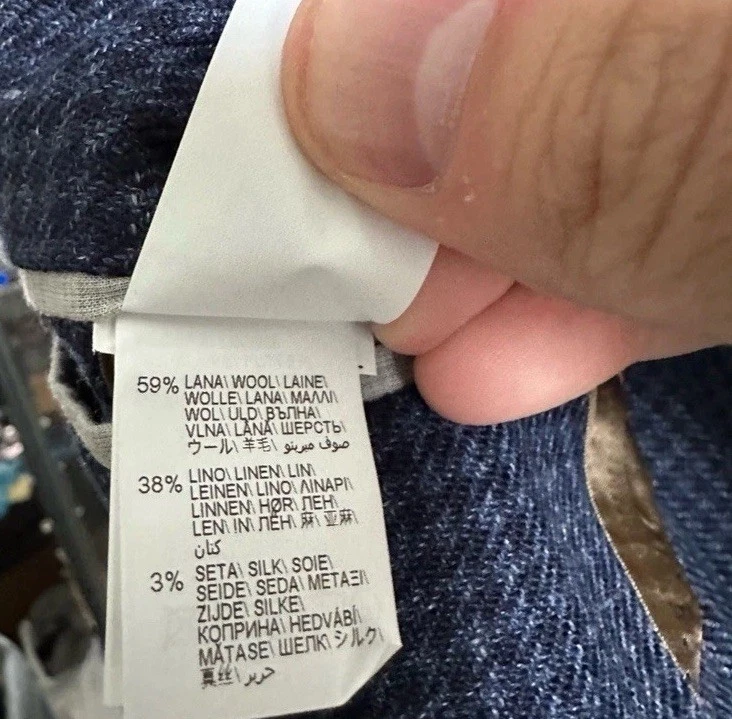 59% LANA\ WOOL\ LAINE\
WOLLE\ LANA\ ΜΑΛΛΙ\
WOL\ ULD\ ВЪЛНА\
VLNA\ LÂNĂ\ ШЕРСТЬ\
ウール\ 羊毛\ صوف ميرينو
38% LINO\ LINEN\ LIN\
LEINEN\ LINO\ ΛΙΝΑΡΙ\
LINNEN\ HØR\ ЛЕН\
LEN\ IN\ ЛЁН\ 麻\ 亚麻\
كتان
3% SETA\ SILK\ SOIE\
SEIDE\ SEDA\ ΜΕΤΑΞΙ\
ZIJDE\ SILKE\
КОПРИНА\ HEDVÁBÍ\
MĂTASE\ ШЕЛК\ シルク\
真丝\ حرير